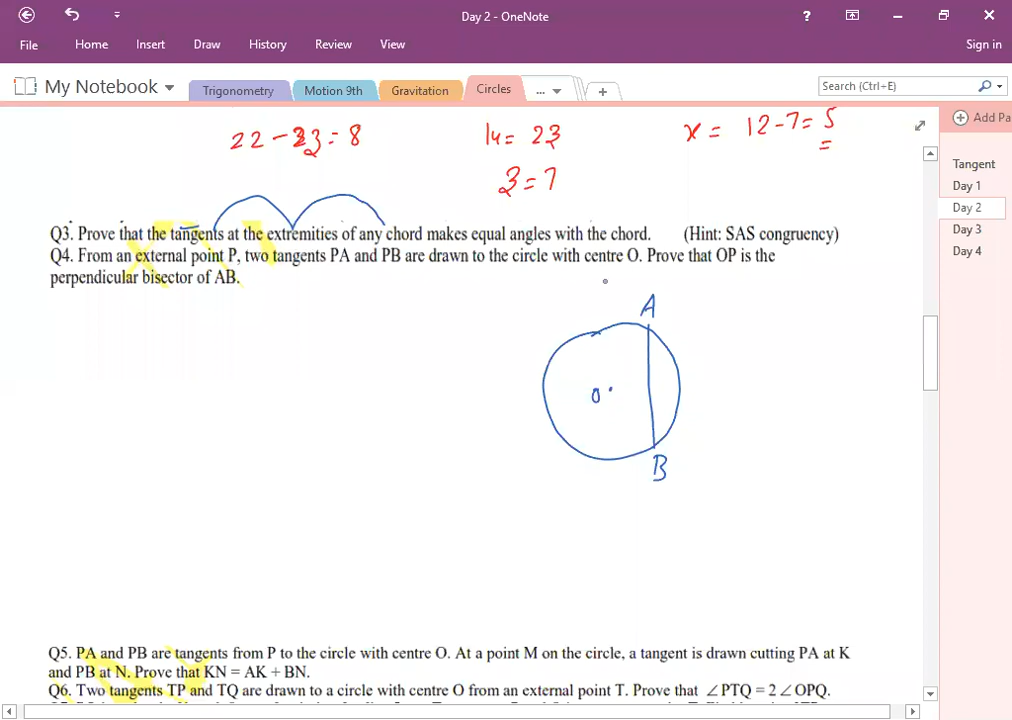 Day 2 - OneNote
File Home Insert Draw History Review View Sign in
My Notebook Trigonometry Motion 9th Gravitation Circles ... + Search (Ctrl+E)
Add Pa
Tangent
Day 1
Day 2
Day 3
Day 4
x = 12-7 = 5
Q3. Prove that the tangents at the extremities of any chord makes equal angles with the chord. (Hint: SAS congruency)
Q4. From an external point P, two tangents PA and PB are drawn to the circle with centre O. Prove that OP is the
perpendicular bisector of AB.
A
O
B
Q5. PA and PB are tangents from P to the circle with centre O. At a point M on the circle, a tangent is drawn cutting PA at K
and PB at N. Prove that KN = AK + BN.
Q6. Two tangents TP and TQ are drawn to a circle with centre O from an external point T. Prove that ∠PTQ = 2 ∠OPQ.